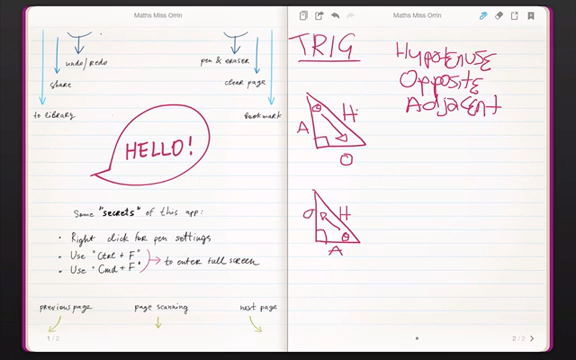 Maths Miss Orrin
Maths Miss Orrin
undo/redo
pen & eraser
share
clear page
to library
bookmark
HELLO!
Some "secrets" of this app:
· Right click for pen settings
· Use "Ctrl + F"
· Use "Cmd + F"
to enter full screen
previous page
page scanning
next page
1 / 2
TRIG
Hypotenuse
Opposite
Adjacent
θ
H
A
O
O
H
θ
A
2 / 2